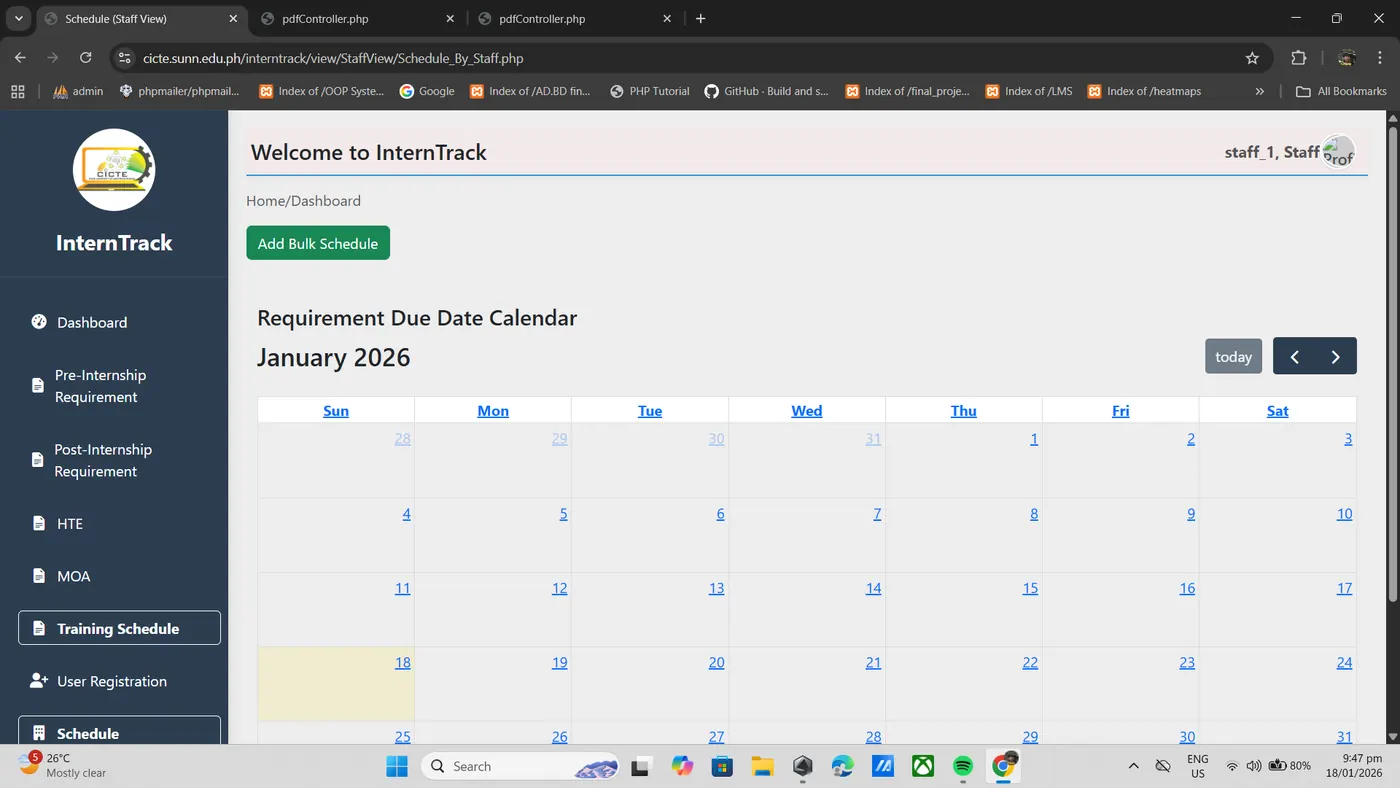 Schedule (Staff View)
pdfController.php
pdfController.php
cicte.sunn.edu.ph/interntrack/view/StaffView/Schedule_By_Staff.php
admin
phpmailer/phpmail...
Index of /OOP Syste...
Google
Index of /AD.BD fin...
PHP Tutorial
GitHub - Build and s...
Index of /final_proje...
Index of /LMS
Index of /heatmaps
All Bookmarks
CICTE
InternTrack
Dashboard
Pre-Internship
Requirement
Post-Internship
Requirement
HTE
MOA
Training Schedule
User Registration
Schedule
Welcome to InternTrack
staff_1, Staff
Prof
Home/Dashboard
Add Bulk Schedule
Requirement Due Date Calendar
January 2026
today
Sun Mon Tue Wed Thu Fri Sat
28 29 30 31 1 2 3
4 5 6 7 8 9 10
11 12 13 14 15 16 17
18 19 20 21 22 23 24
25 26 27 28 29 30 31
5
26°C
Mostly clear
Search
ENG
US
80%
9:47 pm
18/01/2026